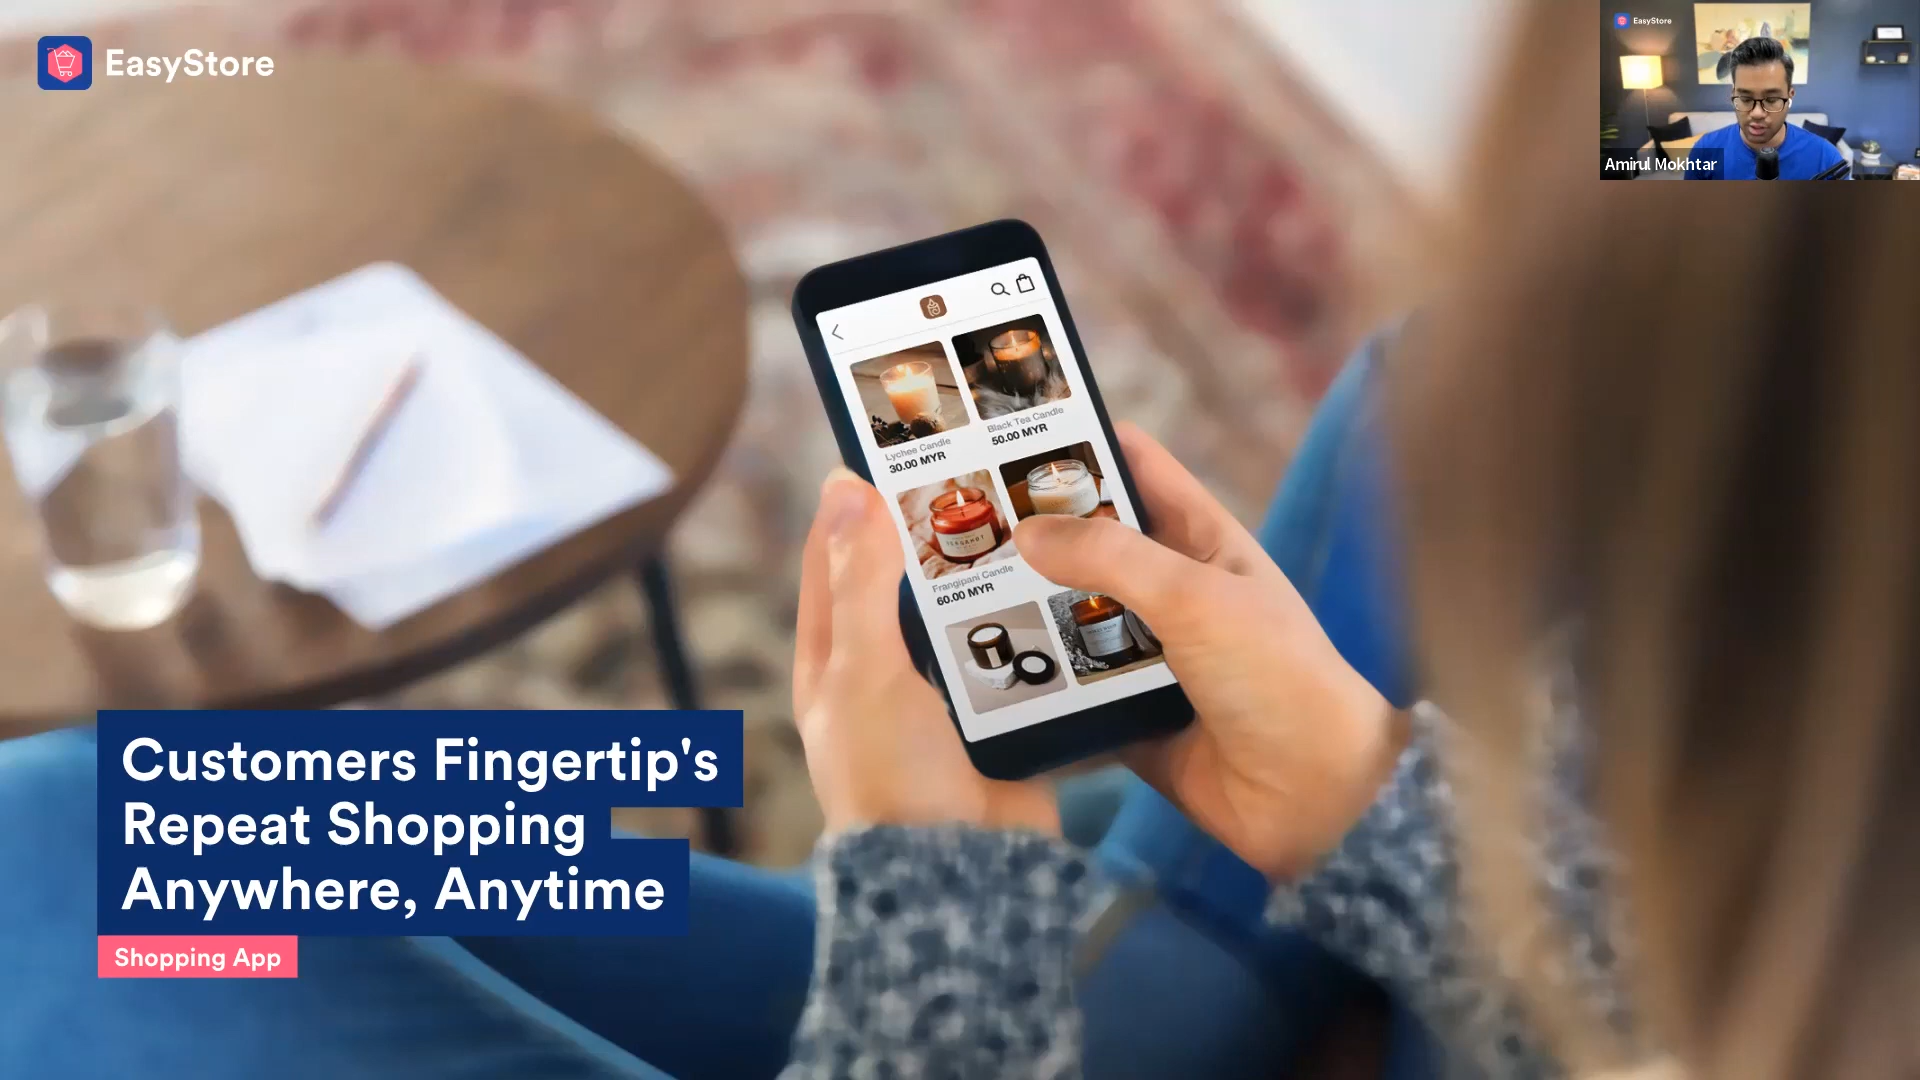 EasyStore
EasyStore
Amirul Mokhtar
Lychee Candle
30.00 MYR
Black Tea Candle
50.00 MYR
Frangipani Candle
60.00 MYR
Customers Fingertip's
Repeat Shopping
Anywhere, Anytime
Shopping App